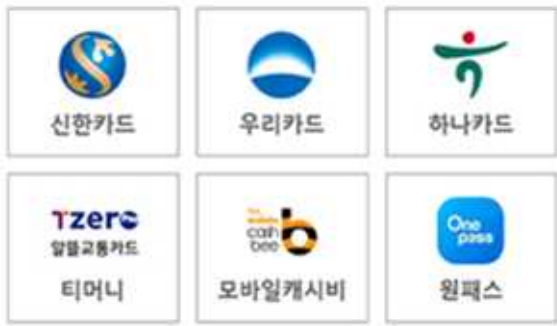 신한카드
우리카드
하나카드
Tzero
알뜰교통카드
티머니
cash
bee
모바일캐시비
One
pass
원패스